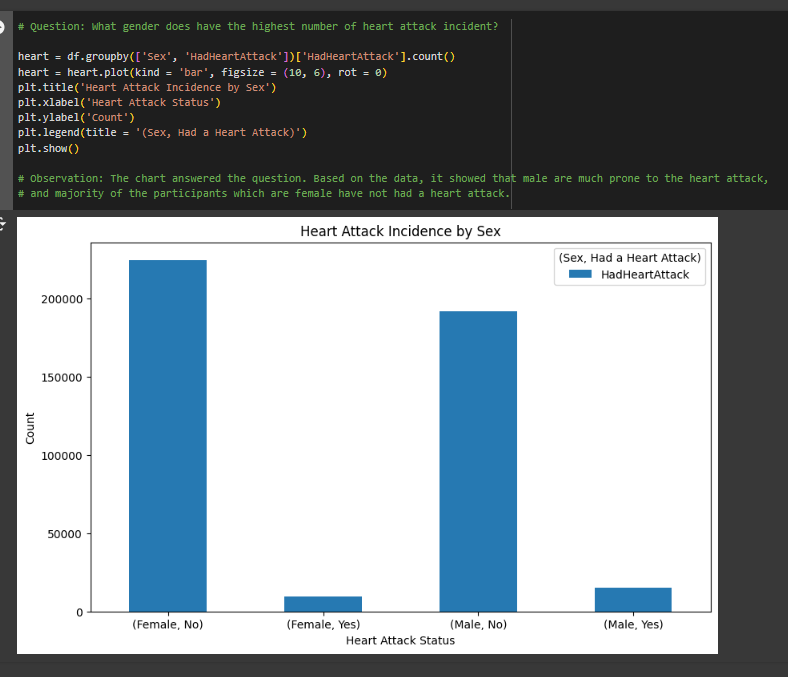 # Question: What gender does have the highest number of heart attack incident?
heart = df.groupby(['Sex', 'HadHeartAttack'])['HadHeartAttack'].count()
heart = heart.plot(kind = 'bar', figsize = (10, 6), rot = 0)
plt.title('Heart Attack Incidence by Sex')
plt.xlabel('Heart Attack Status')
plt.ylabel('Count')
plt.legend(title = '(Sex, Had a Heart Attack)')
plt.show()
# Observation: The chart answered the question. Based on the data, it showed that male are much prone to the heart attack,
# and majority of the participants which are female have not had a heart attack.
Heart Attack Incidence by Sex
(Sex, Had a Heart Attack)
HadHeartAttack
200000
150000
100000
50000
0
Count
(Female, No)
(Female, Yes)
(Male, No)
(Male, Yes)
Heart Attack Status